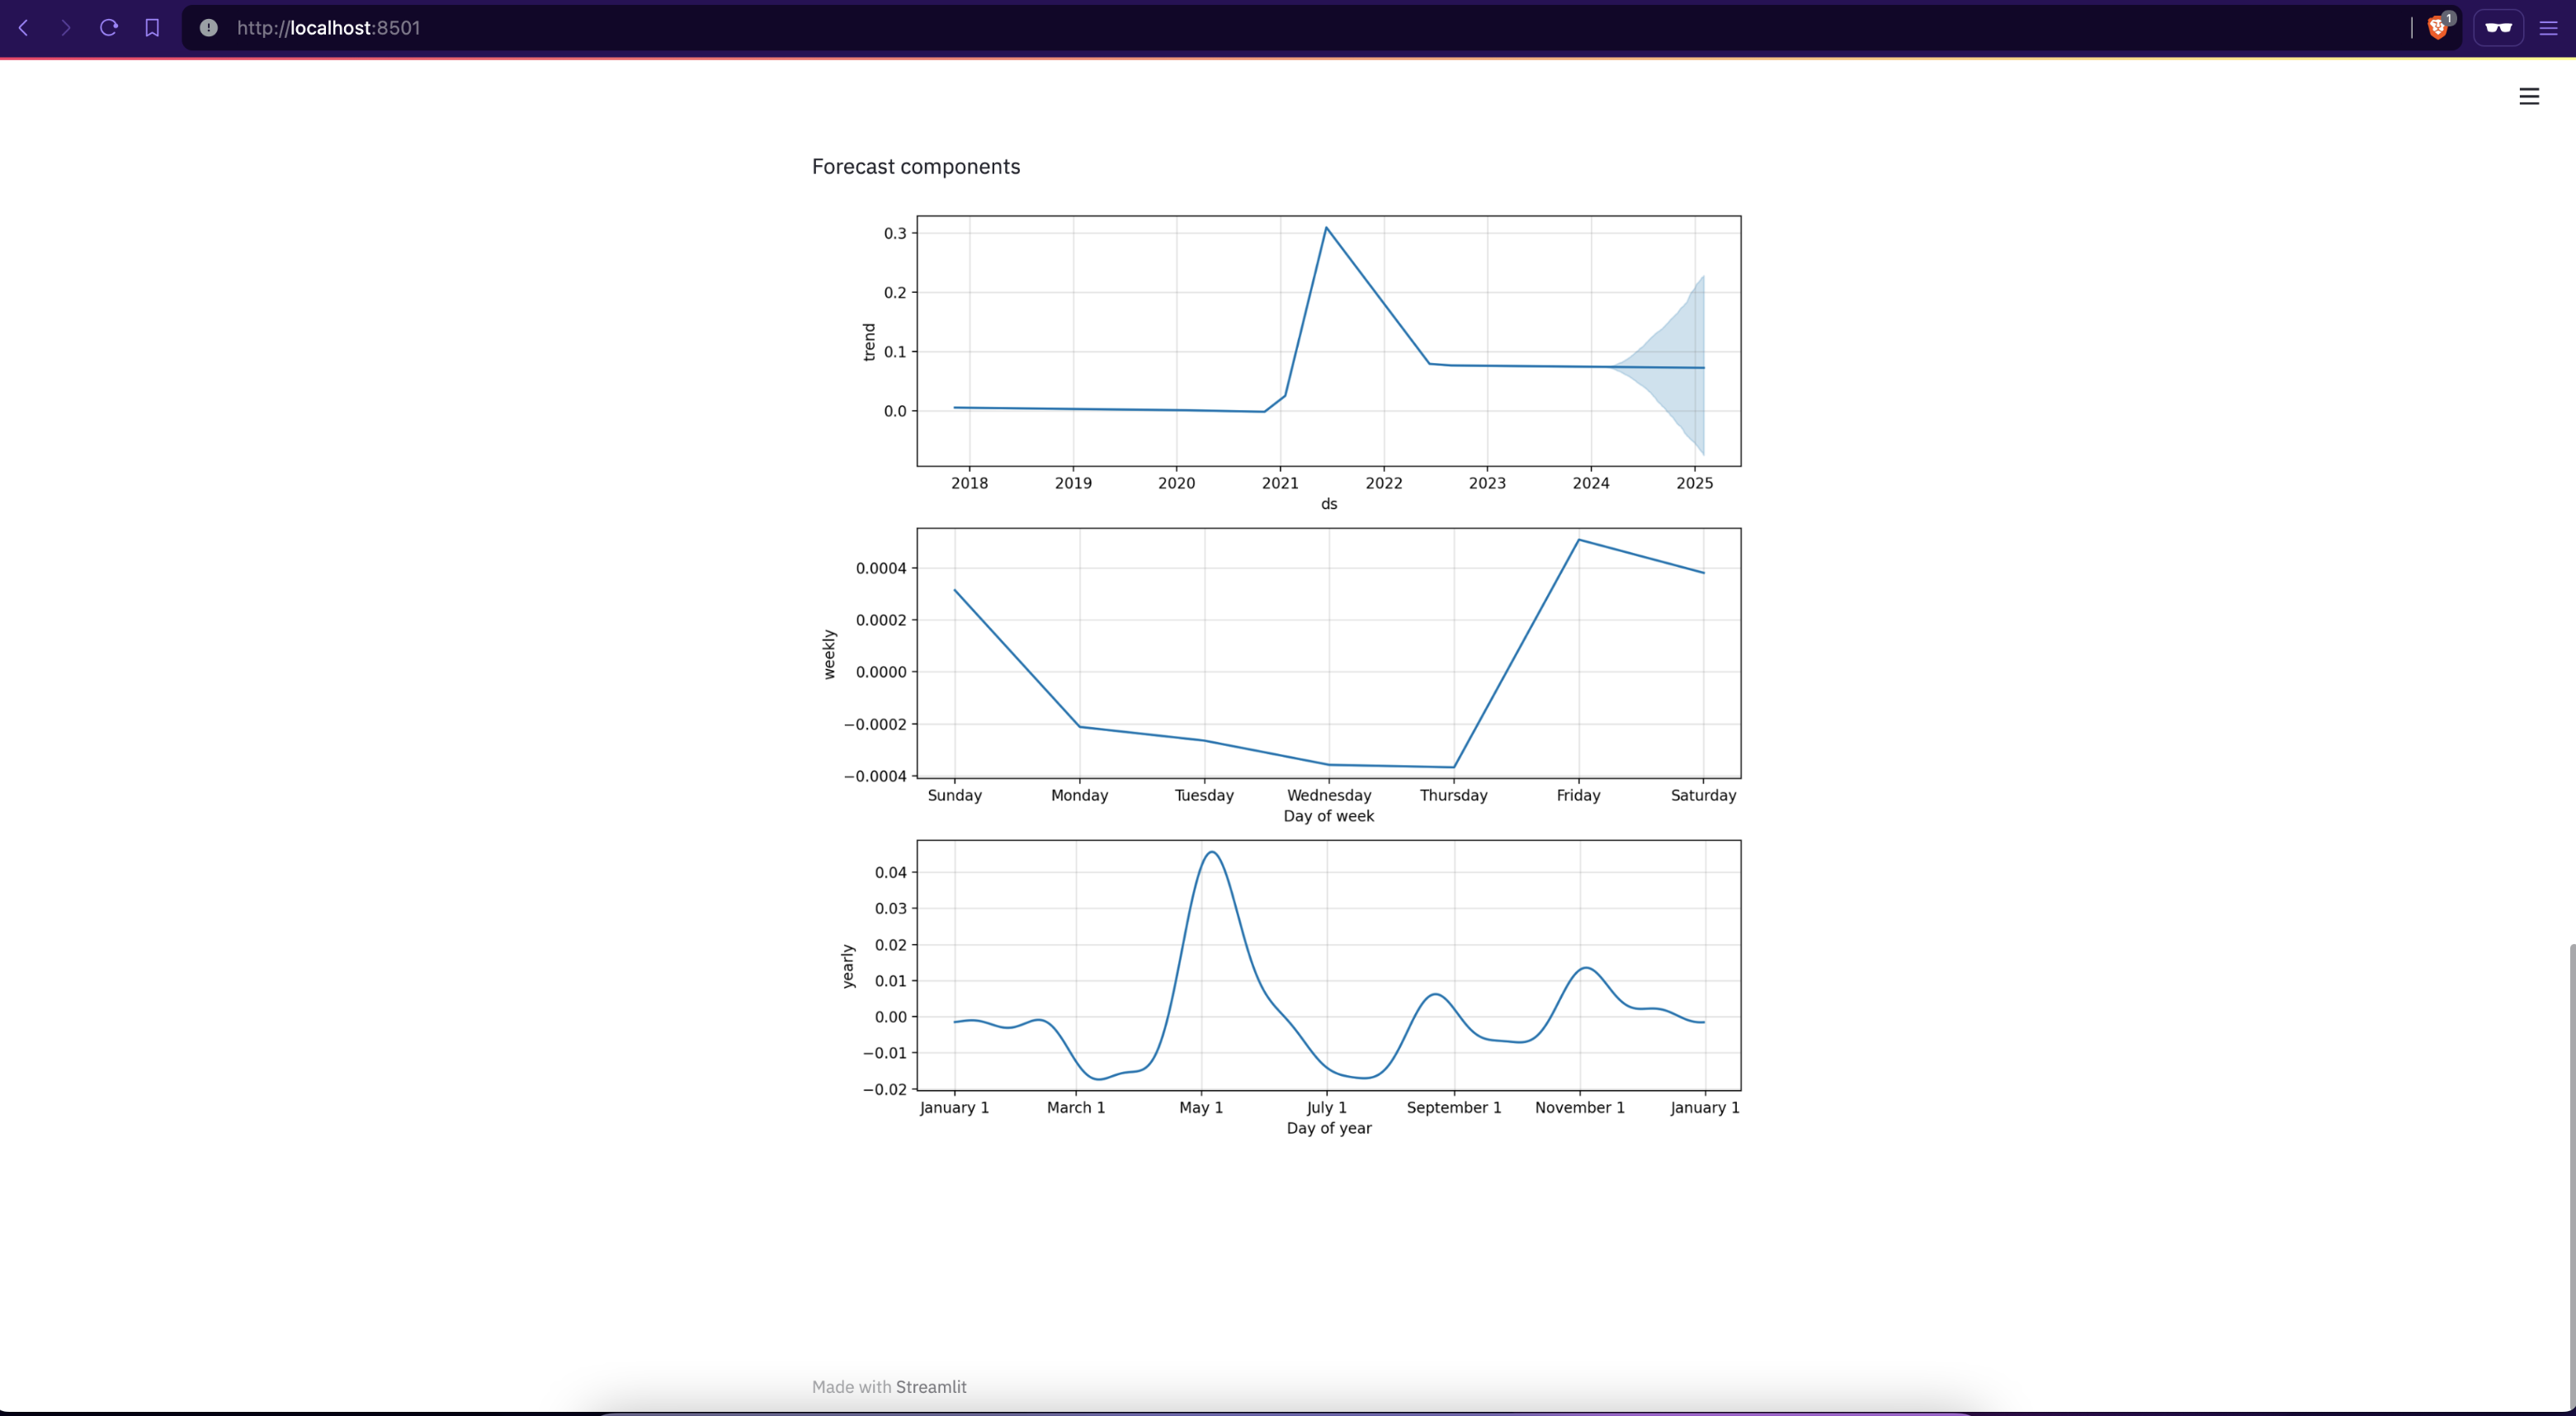 http://localhost:8501
1
Forecast components
0.3
0.2
0.1
0.0
trend
2018 2019 2020 2021 2022 2023 2024 2025
ds
0.0004
0.0002
0.0000
−0.0002
−0.0004
weekly
Sunday Monday Tuesday Wednesday Thursday Friday Saturday
Day of week
0.04
0.03
0.02
0.01
0.00
−0.01
−0.02
yearly
January 1 March 1 May 1 July 1 September 1 November 1 January 1
Day of year
Made with Streamlit